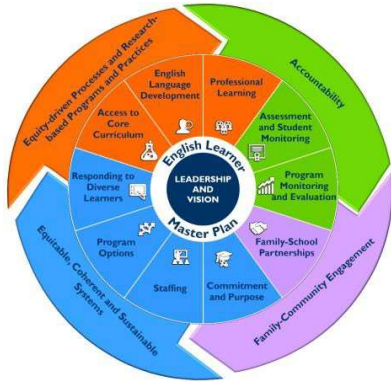 Equity-driven Processes and Research-
based Programs and Practices
Accountability
Family-Community Engagement
Equitable, Coherent and Sustainable
Systems
English Language
Development
Professional
Learning
Assessment
and Student
Monitoring
Program
Monitoring
and Evaluation
Family-School
Partnerships
Commitment
and Purpose
Staffing
Program
Options
Responding to
Diverse
Learners
Access to
Core
Curriculum
English Learner
LEADERSHIP
AND
VISION
Master Plan